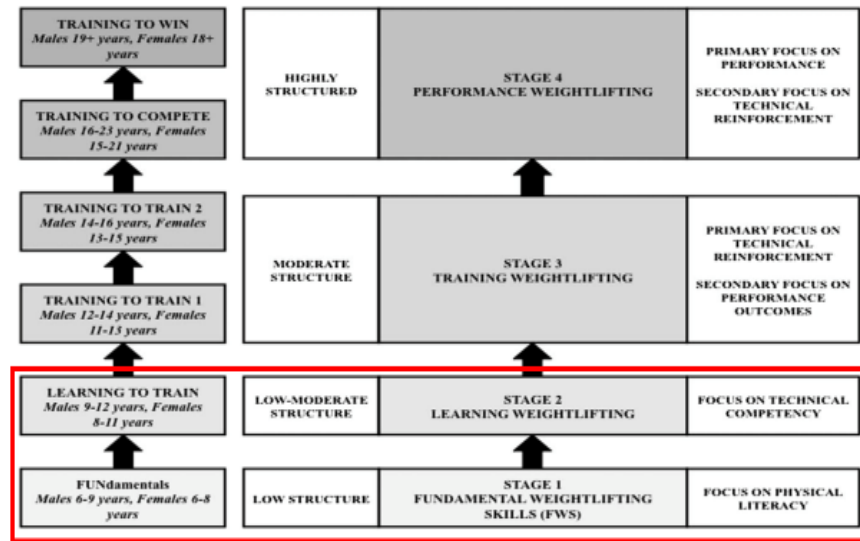 TRAINING TO WIN
Males 19+ years, Females 18+
years
HIGHLY
STRUCTURED
STAGE 4
PERFORMANCE WEIGHTLIFTING
PRIMARY FOCUS ON
PERFORMANCE
SECONDARY FOCUS ON
TECHNICAL
REINFORCEMENT
TRAINING TO COMPETE
Males 16-23 years, Females
15-21 years
TRAINING TO TRAIN 2
Males 14-16 years, Females
13-15 years
MODERATE
STRUCTURE
STAGE 3
TRAINING WEIGHTLIFTING
PRIMARY FOCUS ON
TECHNICAL
REINFORCEMENT
SECONDARY FOCUS ON
PERFORMANCE
OUTCOMES
TRAINING TO TRAIN 1
Males 12-14 years, Females
11-13 years
LEARNING TO TRAIN
Males 9-12 years, Females
8-11 years
LOW-MODERATE
STRUCTURE
STAGE 2
LEARNING WEIGHTLIFTING
FOCUS ON TECHNICAL
COMPETENCY
FUNdamentals
Males 6-9 years, Females 6-8
years
LOW STRUCTURE
STAGE 1
FUNDAMENTAL WEIGHTLIFTING
SKILLS (FWS)
FOCUS ON PHYSICAL
LITERACY